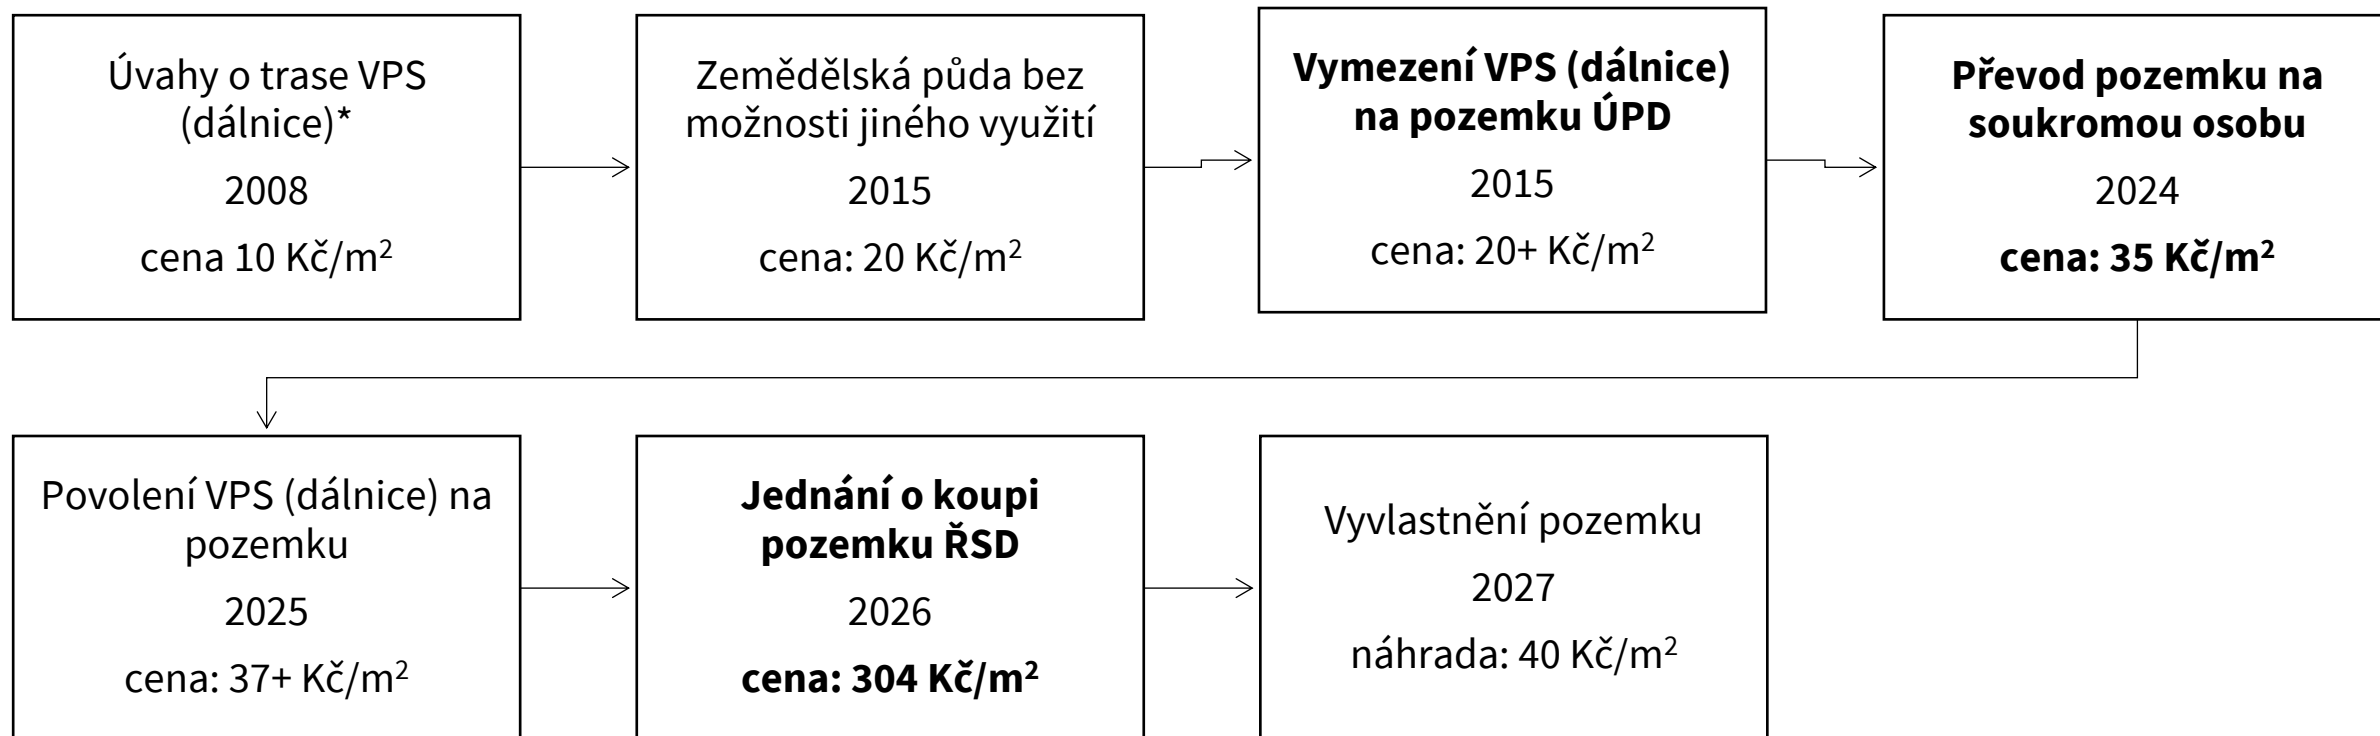 Úvahy o trase VPS
(dálnice)*
2008
cena 10 Kč/m²
Zemědělská půda bez
možnosti jiného využití
2015
cena: 20 Kč/m²
Vymezení VPS (dálnice)
na pozemku ÚPD
2015
cena: 20+ Kč/m²
Převod pozemku na
soukromou osobu
2024
cena: 35 Kč/m²
Povolení VPS (dálnice) na
pozemku
2025
cena: 37+ Kč/m²
Jednání o koupi
pozemku ŘSD
2026
cena: 304 Kč/m²
Vyvlastnění pozemku
2027
náhrada: 40 Kč/m²